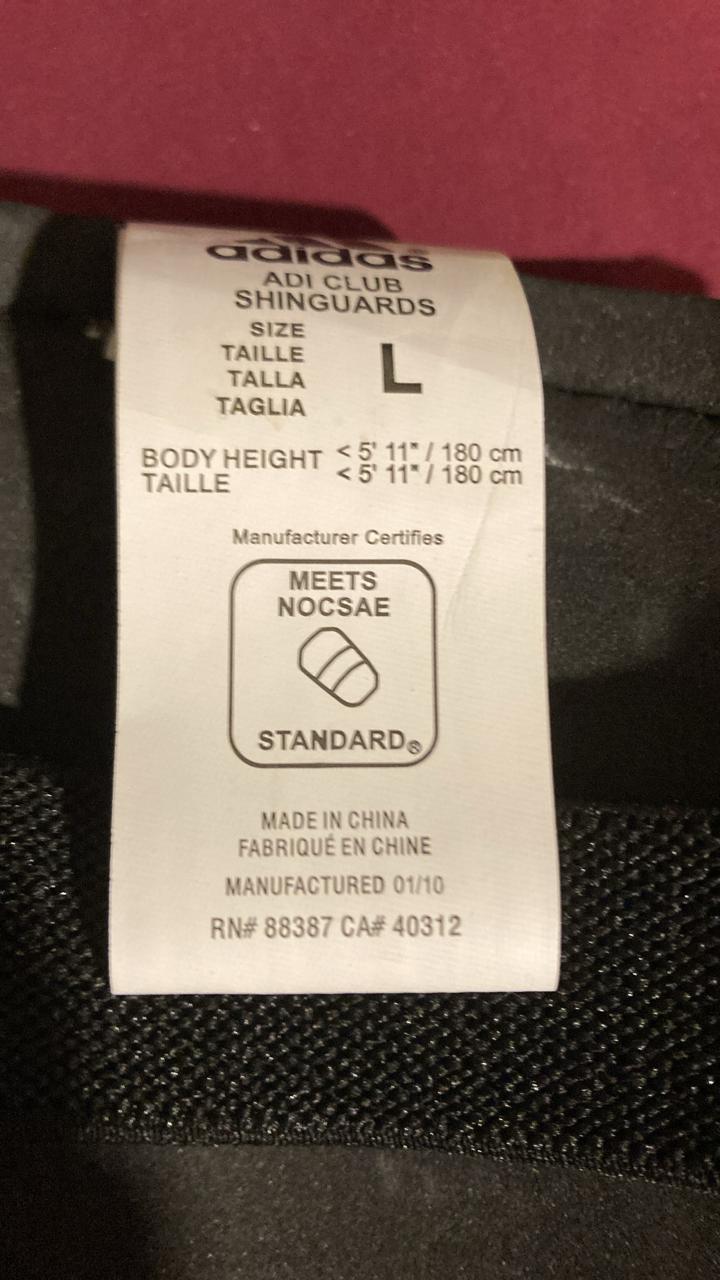 adidas®
ADI CLUB
SHINGUARDS
SIZE
TAILLE
TALLA
TAGLIA
L
BODY HEIGHT < 5' 11" / 180 cm
TAILLE < 5' 11" / 180 cm
Manufacturer Certifies
MEETS
NOCSAE
STANDARD®
MADE IN CHINA
FABRIQUÉ EN CHINE
MANUFACTURED 01/10
RN# 88387 CA# 40312